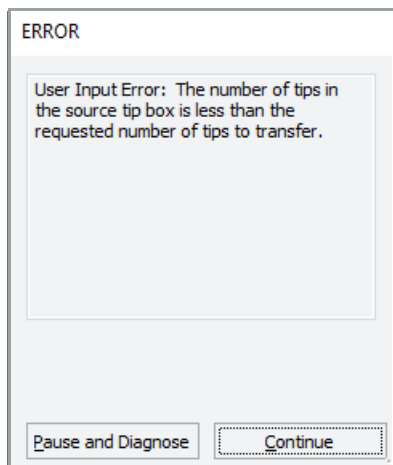 ERROR
User Input Error:  The number of tips in
the source tip box is less than the
requested number of tips to transfer.
Pause and Diagnose
Continue